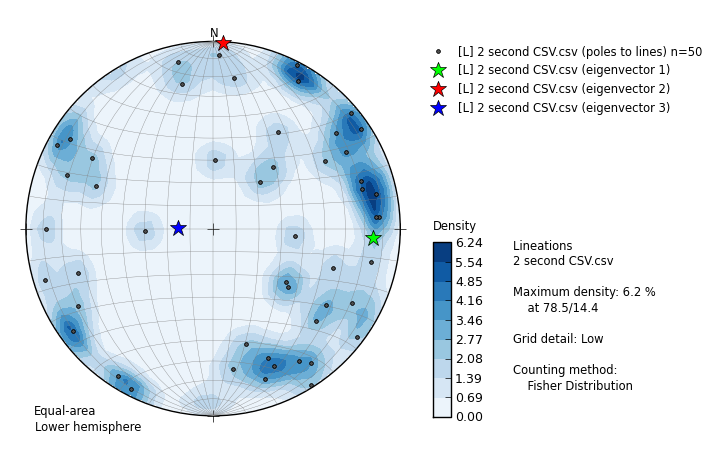 N
[L] 2 second CSV.csv (poles to lines) n=50
[L] 2 second CSV.csv (eigenvector 1)
[L] 2 second CSV.csv (eigenvector 2)
[L] 2 second CSV.csv (eigenvector 3)
Density
6.24
5.54
4.85
4.16
3.46
2.77
2.08
1.39
0.69
0.00
Lineations
2 second CSV.csv
Maximum density: 6.2 %
at 78.5/14.4
Grid detail: Low
Counting method:
Fisher Distribution
Equal-area
Lower hemisphere